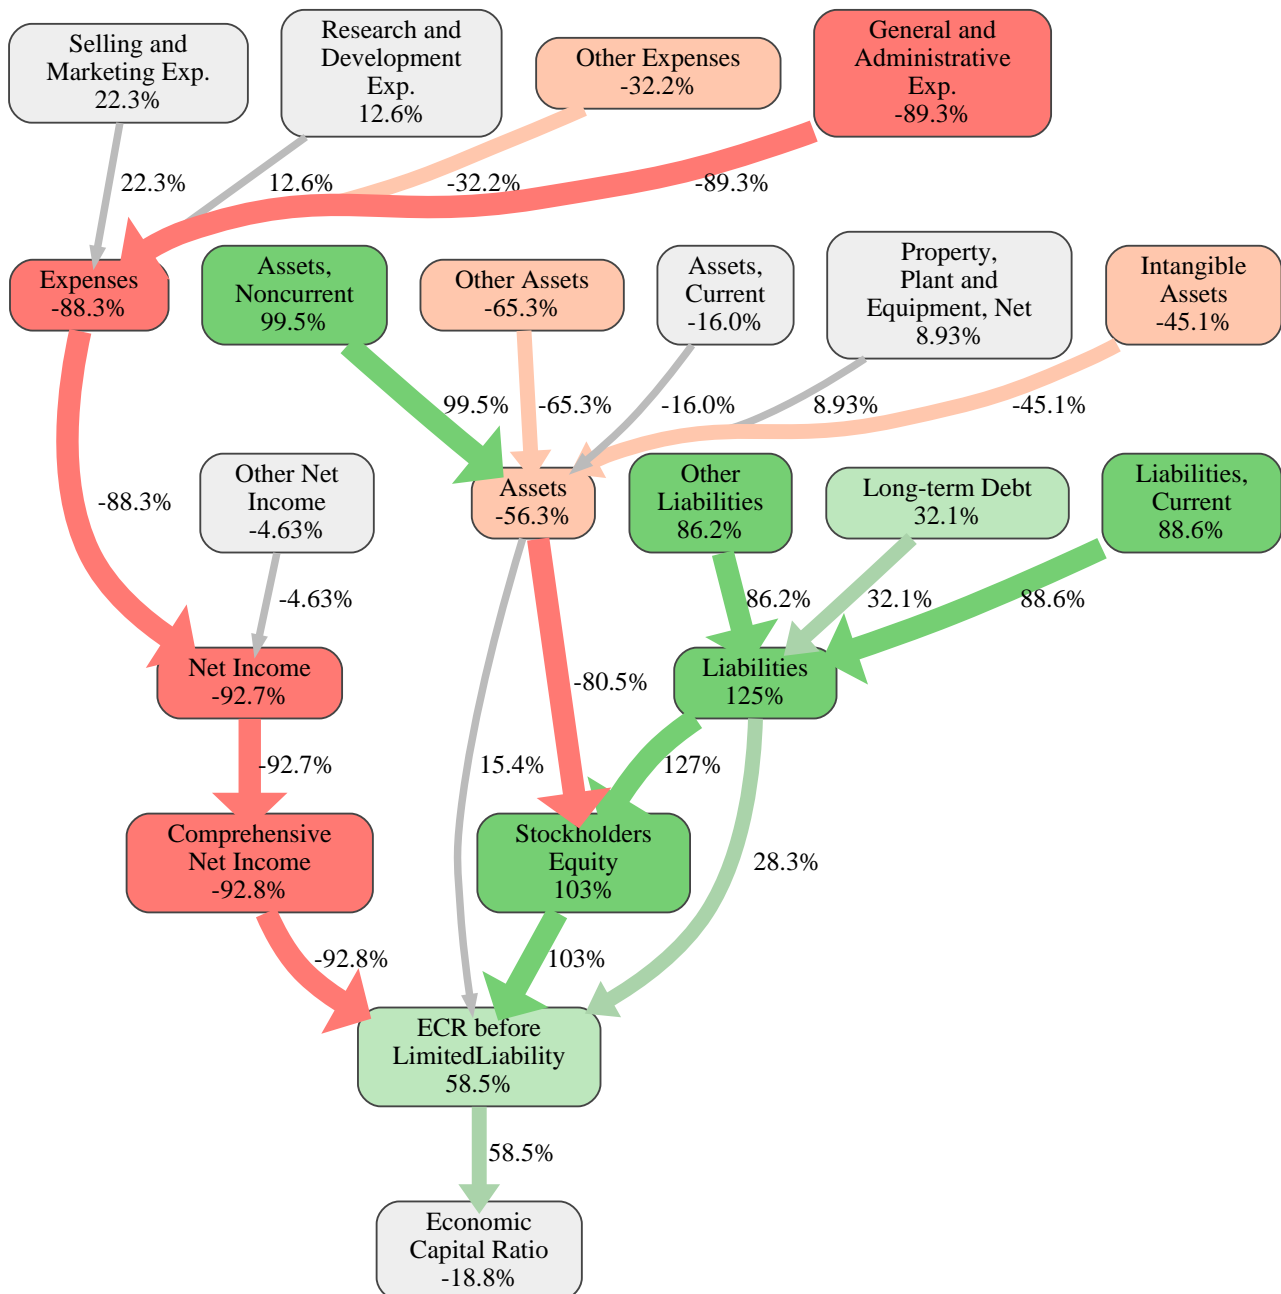 Selling and
Marketing Exp.
22.3%
Research and
Development
Exp.
12.6%
Other Expenses
-32.2%
General and
Administrative
Exp.
-89.3%
22.3%
12.6%
-32.2%
-89.3%
Expenses
-88.3%
Assets,
Noncurrent
99.5%
Other Assets
-65.3%
Assets,
Current
-16.0%
Property,
Plant and
Equipment, Net
8.93%
Intangible
Assets
-45.1%
99.5%
-65.3%
-16.0%
8.93%
-45.1%
-88.3%
Other Net
Income
-4.63%
Assets
-56.3%
Other
Liabilities
86.2%
Long-term Debt
32.1%
Liabilities,
Current
88.6%
-4.63%
86.2%
32.1%
88.6%
Net Income
-92.7%
-80.5%
Liabilities
125%
-92.7%
15.4%
127%
Comprehensive
Net Income
-92.8%
Stockholders
Equity
103%
28.3%
-92.8%
103%
ECR before
LimitedLiability
58.5%
58.5%
Economic
Capital Ratio
-18.8%